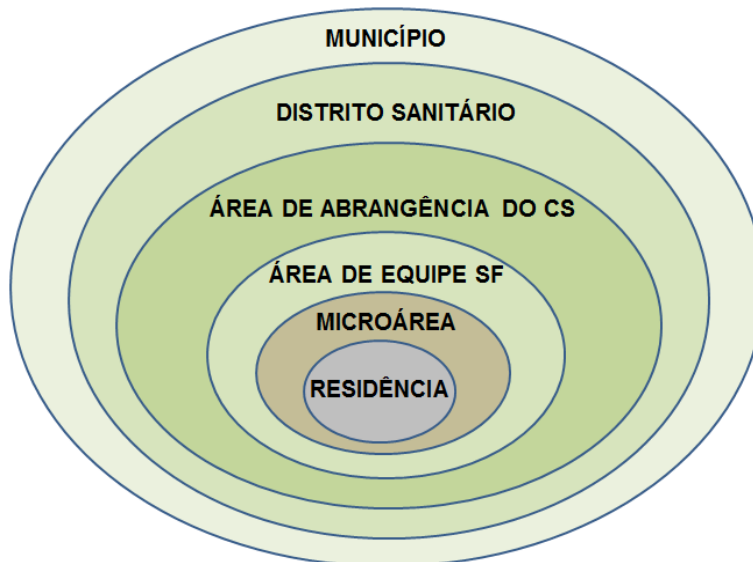 MUNICÍPIO
DISTRITO SANITÁRIO
ÁREA DE ABRANGÊNCIA DO CS
ÁREA DE EQUIPE SF
MICROÁREA
RESIDÊNCIA